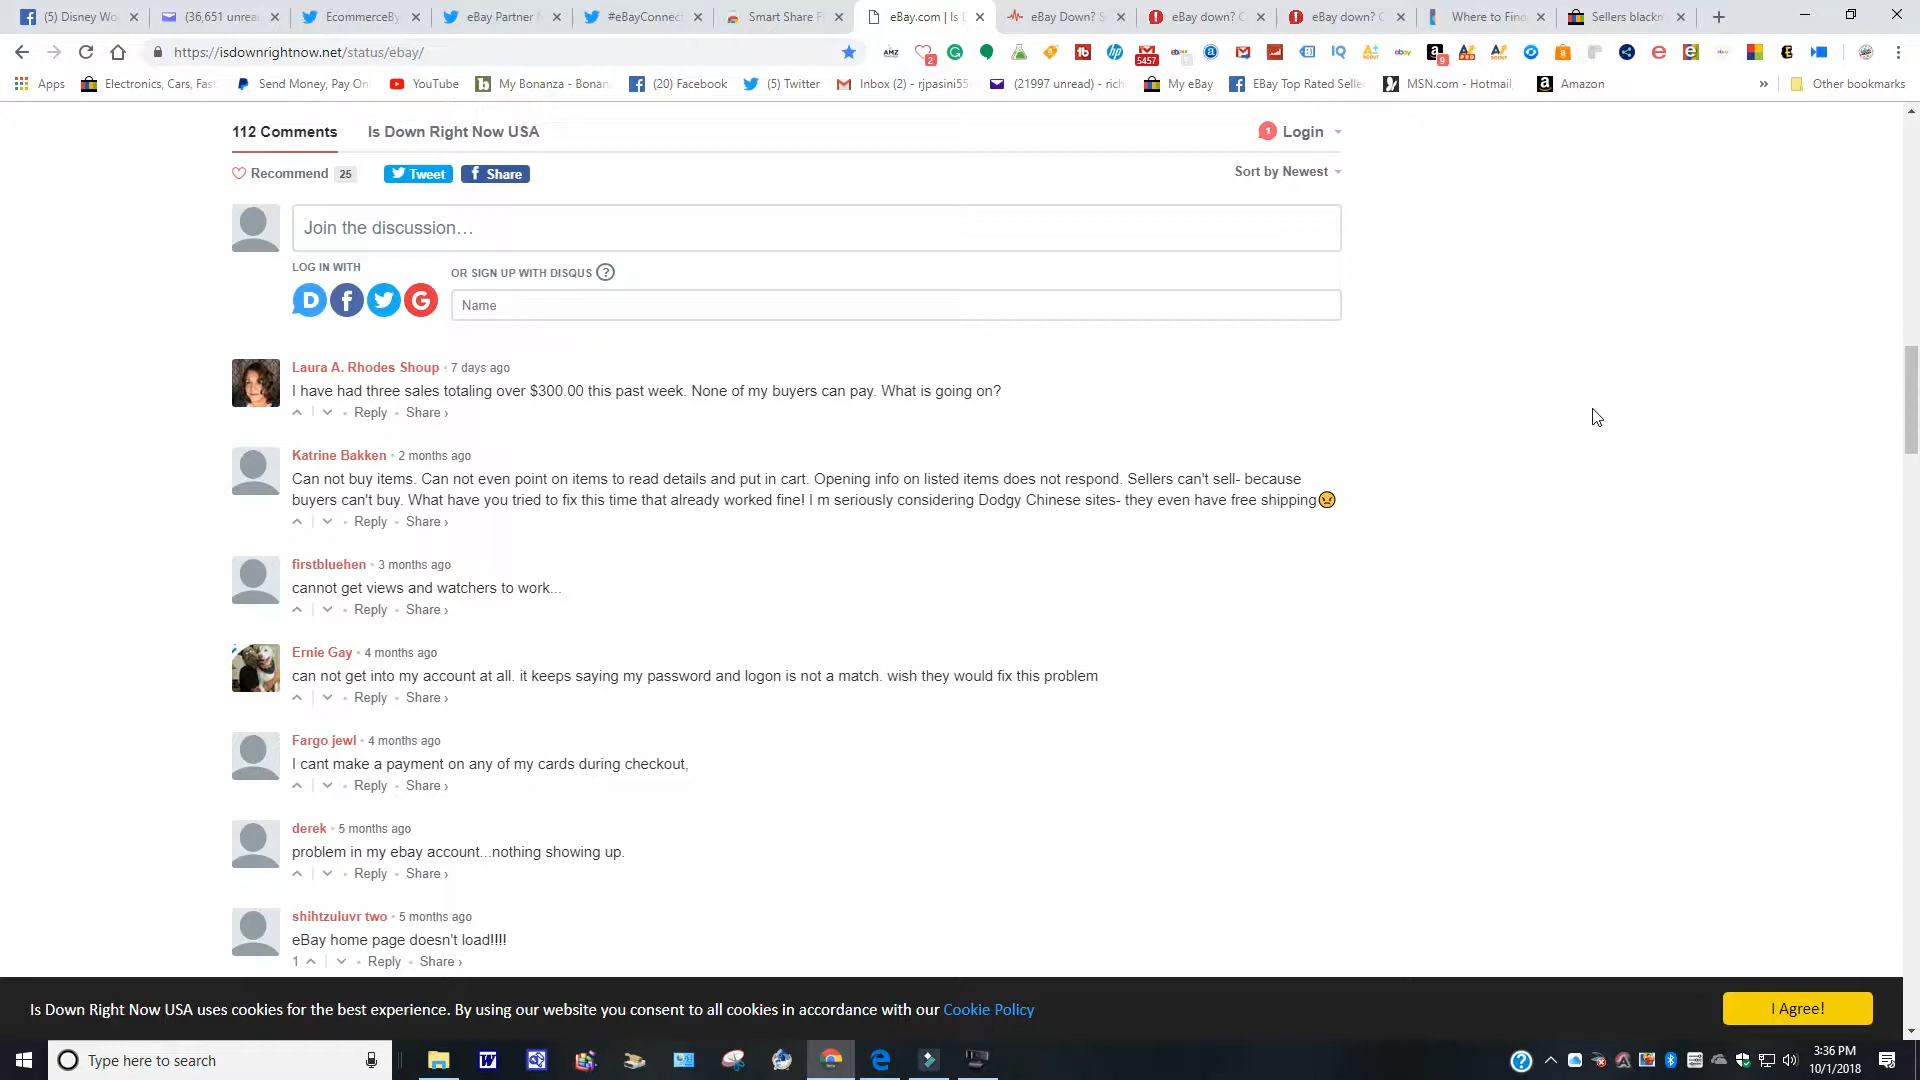 (5) Disney Wo
(36,651 unrea
EcommerceBy
eBay Partner
#eBayConnec
Smart Share F
eBay.com | Is D
eBay Down? S
eBay down? C
eBay down? C
Where to Find
Sellers blackm
https://isdownrightnow.net/status/ebay/
Apps
Electronics, Cars, Fash
Send Money, Pay On
YouTube
My Bonanza - Bonan
(20) Facebook
(5) Twitter
Inbox (2) - rjpasini55
(21997 unread) - rich
My eBay
EBay Top Rated Selle
MSN.com - Hotmail,
Amazon
»
Other bookmarks
112 Comments
Is Down Right Now USA
1
Login
Recommend 25
Tweet
Share
Sort by Newest
Join the discussion…
LOG IN WITH
OR SIGN UP WITH DISQUS ?
Name
Laura A. Rhodes Shoup • 7 days ago
I have had three sales totaling over $300.00 this past week. None of my buyers can pay. What is going on?
Reply • Share ›
Katrine Bakken • 2 months ago
Can not buy items. Can not even point on items to read details and put in cart. Opening info on listed items does not respond. Sellers can't sell- because
buyers can't buy. What have you tried to fix this time that already worked fine! I m seriously considering Dodgy Chinese sites- they even have free shipping😠
Reply • Share ›
firstbluehen • 3 months ago
cannot get views and watchers to work...
Reply • Share ›
Ernie Gay • 4 months ago
can not get into my account at all. it keeps saying my password and logon is not a match. wish they would fix this problem
Reply • Share ›
Fargo jewl • 4 months ago
I cant make a payment on any of my cards during checkout,
Reply • Share ›
derek • 5 months ago
problem in my ebay account...nothing showing up.
Reply • Share ›
shihtzuluvr two • 5 months ago
eBay home page doesn't load!!!!
1 Reply • Share ›
Is Down Right Now USA uses cookies for the best experience. By using our website you consent to all cookies in accordance with our Cookie Policy
I Agree!
Type here to search
3:36 PM
10/1/2018